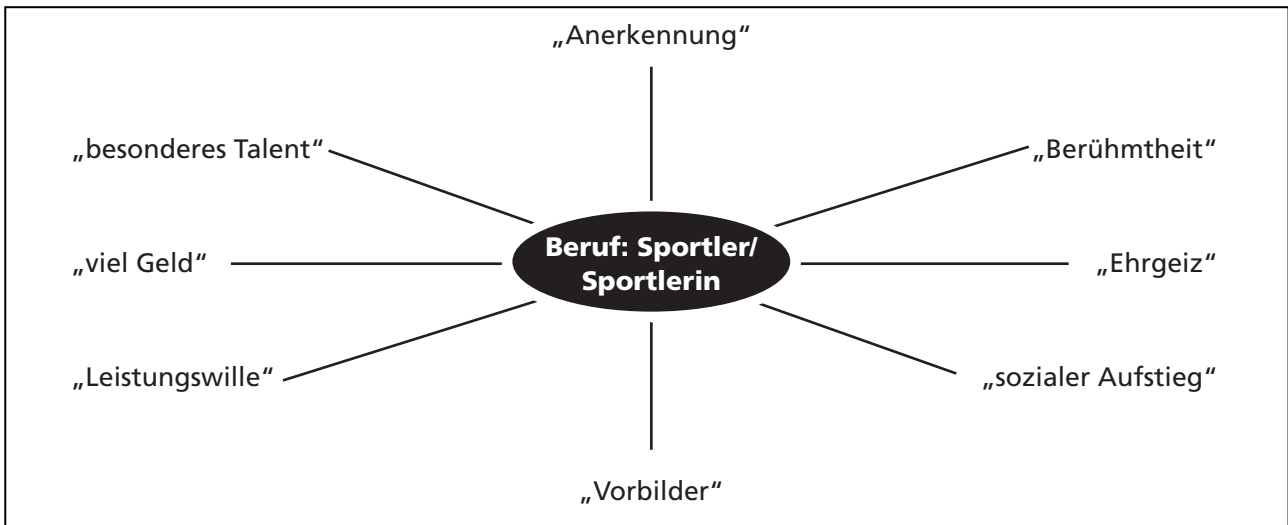 „Anerkennung“
„besonderes Talent“
„Berühmtheit“
„viel Geld“
Beruf: Sportler/
Sportlerin
„Ehrgeiz“
„Leistungswille“
„sozialer Aufstieg“
„Vorbilder“